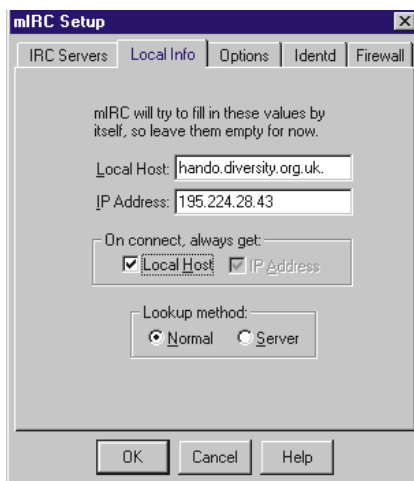 mIRC Setup
IRC Servers Local Info Options Identd Firewall
mIRC will try to fill in these values by
itself, so leave them empty for now.
Local Host: hando.diversity.org.uk.
IP Address: 195.224.28.43
On connect, always get:
Local Host IP Address
Lookup method:
Normal Server
OK Cancel Help